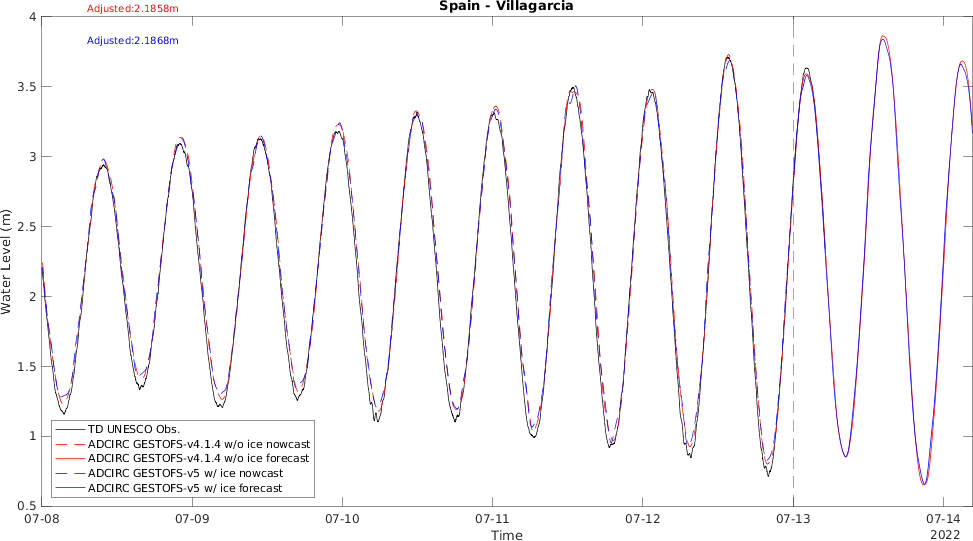 Spain - Villagarcia
Adjusted:2.1858m
Adjusted:2.1868m
4
3.5
3
2.5
2
1.5
1
0.5
Water Level (m)
TD UNESCO Obs.
ADCIRC GESTOFS-v4.1.4 w/o ice nowcast
ADCIRC GESTOFS-v4.1.4 w/o ice forecast
ADCIRC GESTOFS-v5 w/ ice nowcast
ADCIRC GESTOFS-v5 w/ ice forecast
07-08 07-09 07-10 07-11 07-12 07-13 07-14
Time
2022